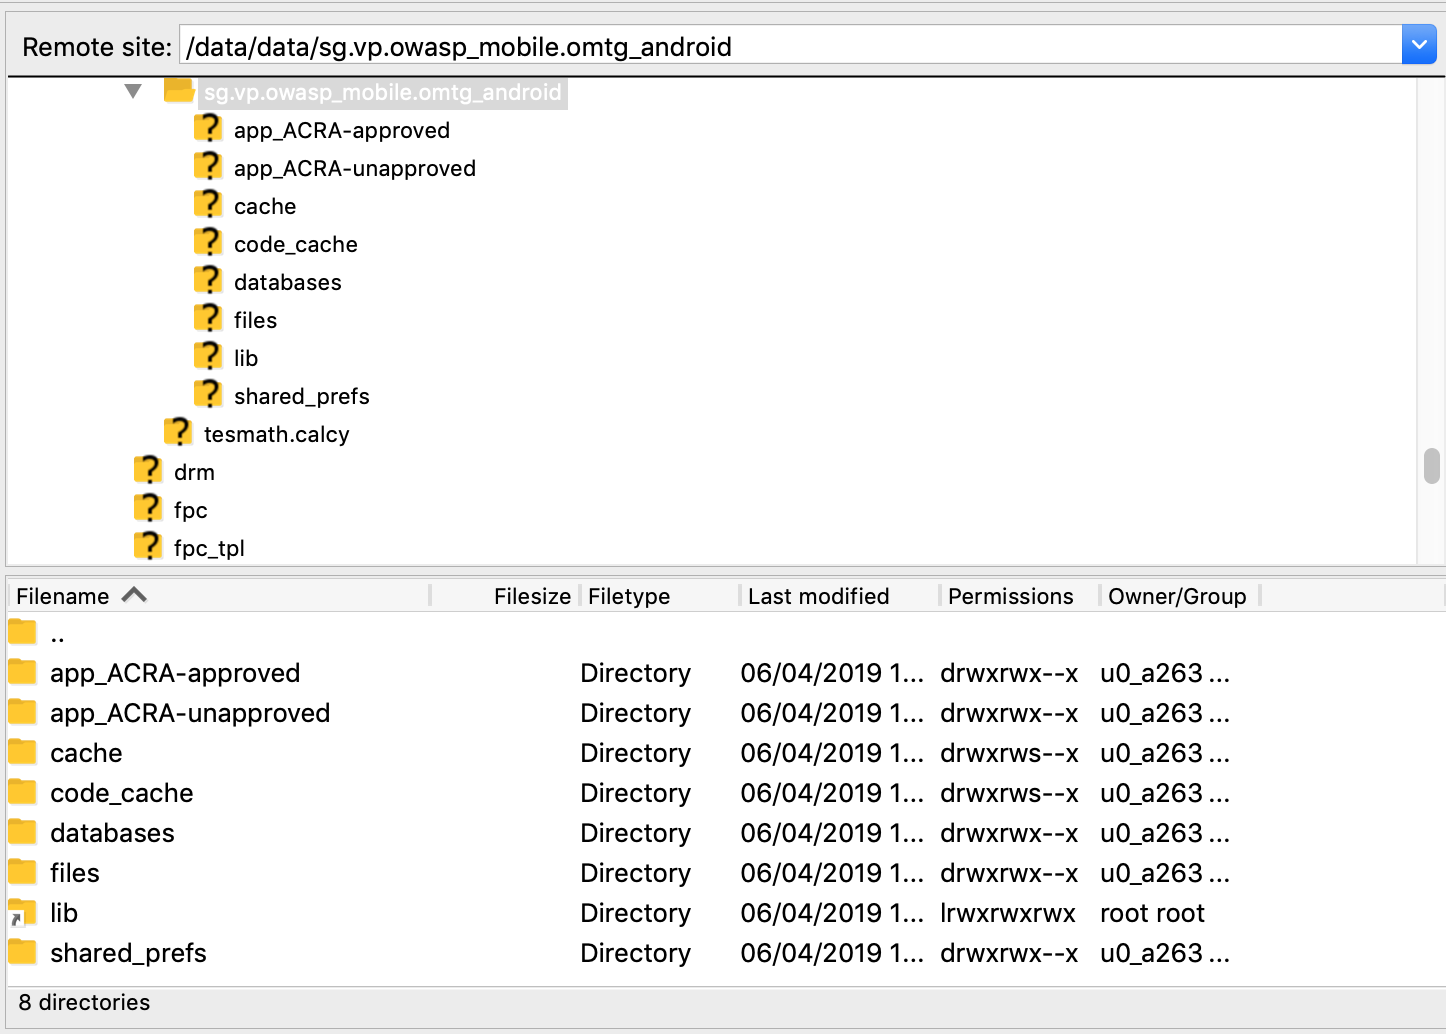 Remote site: /data/data/sg.vp.owasp_mobile.omtg_android
sg.vp.owasp_mobile.omtg_android
app_ACRA-approved
app_ACRA-unapproved
cache
code_cache
databases
files
lib
shared_prefs
tesmath.calcy
drm
fpc
fpc_tpl
Filename Filesize Filetype Last modified Permissions Owner/Group
..
app_ACRA-approved Directory 06/04/2019 1... drwxrwx--x u0_a263 ...
app_ACRA-unapproved Directory 06/04/2019 1... drwxrwx--x u0_a263 ...
cache Directory 06/04/2019 1... drwxrws--x u0_a263 ...
code_cache Directory 06/04/2019 1... drwxrws--x u0_a263 ...
databases Directory 06/04/2019 1... drwxrwx--x u0_a263 ...
files Directory 06/04/2019 1... drwxrwx--x u0_a263 ...
lib Directory 06/04/2019 1... lrwxrwxrwx root root
shared_prefs Directory 06/04/2019 1... drwxrwx--x u0_a263 ...
8 directories